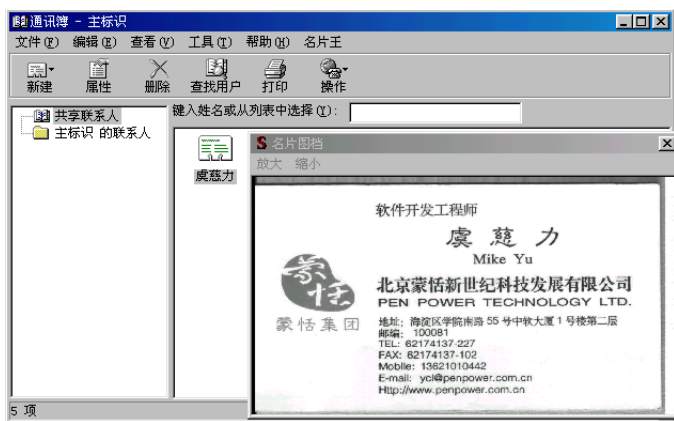 通讯簿 - 主标识
文件(F) 编辑(E) 查看(V) 工具(T) 帮助(H) 名片王
新建 属性 删除 查找用户 打印 操作
共享联系人
主标识 的联系人
键入姓名或从列表中选择(Y):
虞慈力
名片图档
放大 缩小
软件开发工程师
虞慈力
Mike Yu
蒙恬
蒙恬集团
北京蒙恬新世纪科技发展有限公司
PEN POWER TECHNOLOGY LTD.
地址: 海淀区学院南路 55 号中软大厦 1 号楼第二层
邮编: 100081
TEL: 62174137-227
FAX: 62174137-102
Mobile: 13621010442
E-mail: ycl@penpower.com.cn
Http://www.penpower.com.cn
5 项